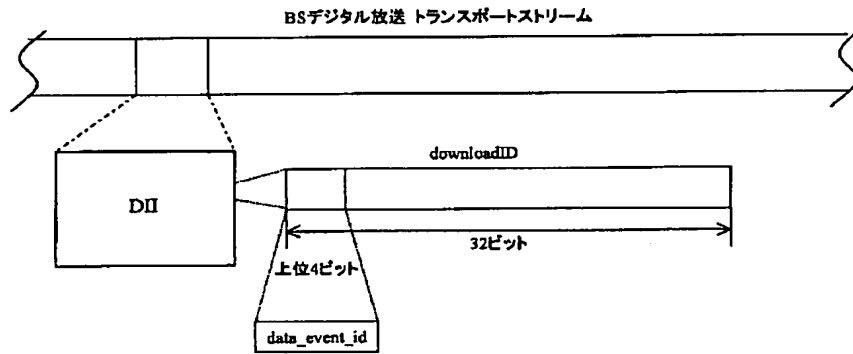 BSデジタル放送 トランスポートストリーム
downloadID
DII
32ビット
上位4ビット
data_event_id